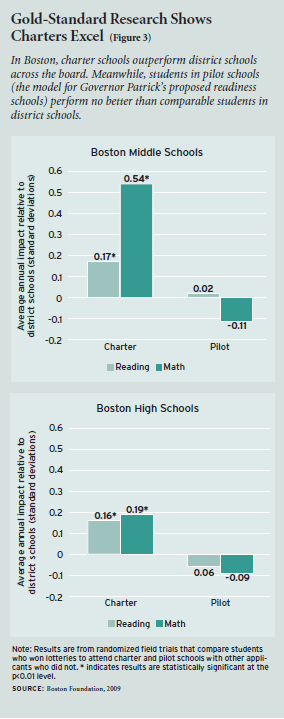 Gold-Standard Research Shows
Charters Excel (Figure 3)
In Boston, charter schools outperform district schools
across the board. Meanwhile, students in pilot schools
(the model for Governor Patrick's proposed readiness
schools) perform no better than comparable students in
district schools.
Boston Middle Schools
Average annual impact relative to
district schools (standard deviations)
0.6
0.5
0.4
0.3
0.2
0.1
0
-0.1
-0.2
0.17*
0.54*
0.02
-0.11
Charter
Pilot
Reading
Math
Boston High Schools
Average annual impact relative to
district schools (standard deviations)
0.6
0.5
0.4
0.3
0.2
0.1
0
-0.1
-0.2
0.16*
0.19*
0.06
-0.09
Charter
Pilot
Reading
Math
Note: Results are from randomized field trials that compare students
who won lotteries to attend charter and pilot schools with other appli-
cants who did not. * indicates results are statistically significant at the
p<0.01 level.
SOURCE: Boston Foundation, 2009